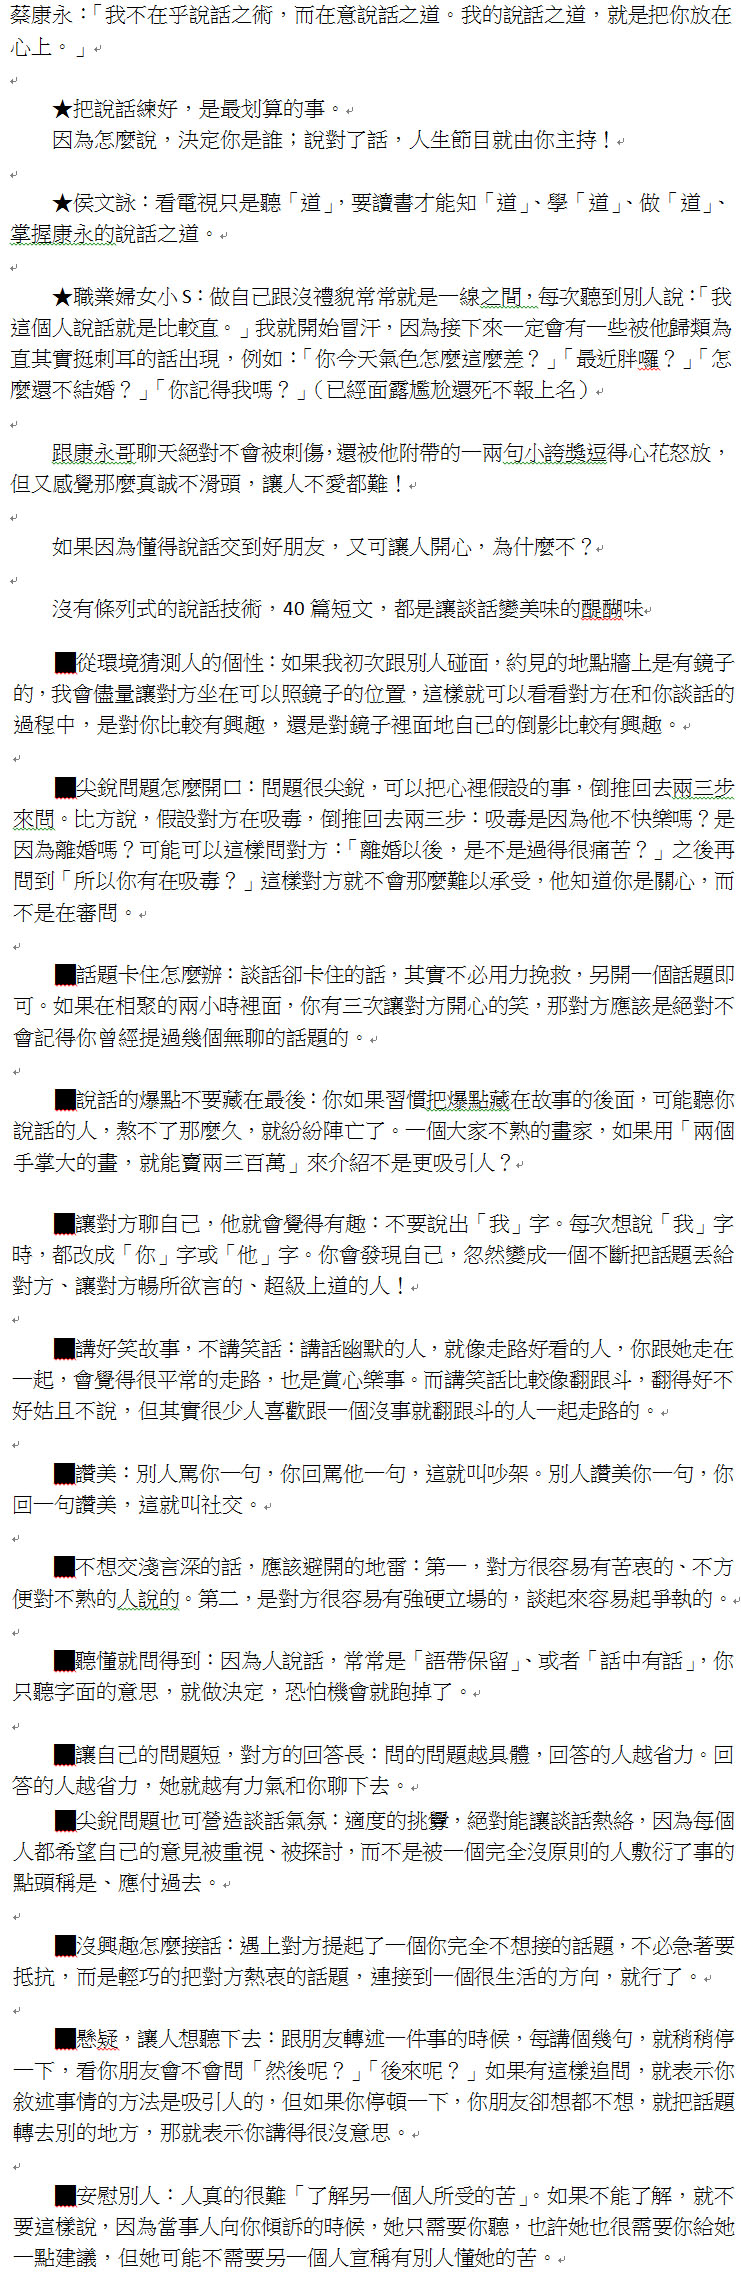 蔡康永：「我不在乎說話之術，而在意說話之道。我的說話之道，就是把你放在
心上。」
★把說話練好，是最划算的事。
因為怎麼說，決定你是誰；說對了話，人生節目就由你主持！
★侯文詠：看電視只是聽「道」，要讀書才能知「道」、學「道」、做「道」、
掌握康永的說話之道。
★職業婦女小S：做自己跟沒禮貌常常就是一線之間，每次聽到別人說：「我
這個人說話就是比較直。」我就開始冒汗，因為接下來一定會有一些被他歸類為
直其實挺刺耳的話出現，例如：「你今天氣色怎麼這麼差？」「最近胖囉？」「怎
麼還不結婚？」「你記得我嗎？」（已經面露尷尬還死不報上名）
跟康永哥聊天絕對不會被刺傷，還被他附帶的一兩句小誇獎逗得心花怒放，
但又感覺那麼真誠不滑頭，讓人不愛都難！
如果因為懂得說話交到好朋友，又可讓人開心，為什麼不？
沒有條列式的說話技術，40 篇短文，都是讓談話變美味的醍醐味
■從環境猜測人的個性：如果我初次跟別人碰面，約見的地點牆上是有鏡子
的，我會儘量讓對方坐在可以照鏡子的位置，這樣就可以看看對方在和你談話的
過程中，是對你比較有興趣，還是對鏡子裡面地自己的倒影比較有興趣。
■尖銳問題怎麼開口：問題很尖銳，可以把心裡假設的事，倒推回去兩三步
來問。比方說，假設對方在吸毒，倒推回去兩三步：吸毒是因為他不快樂嗎？是
因為離婚嗎？可能可以這樣問對方：「離婚以後，是不是過得很痛苦？」之後再
問到「所以你有在吸毒？」這樣對方就不會那麼難以承受，他知道你是關心，而
不是在審問。
■話題卡住怎麼辦：談話卻卡住的話，其實不必用力挽救，另開一個話題即
可。如果在相聚的兩小時裡面，你有三次讓對方開心的笑，那對方應該是絕對不
會記得你曾經提過幾個無聊的話題的。
■說話的爆點不要藏在最後：你如果習慣把爆點藏在故事的後面，可能聽你
說話的人，熬不了那麼久，就紛紛陣亡了。一個大家不熟的畫家，如果用「兩個
手掌大的畫，就能賣兩三百萬」來介紹不是更吸引人？
■讓對方聊自己，他就會覺得有趣：不要說出「我」字。每次想說「我」字
時，都改成「你」字或「他」字。你會發現自己，忽然變成一個不斷把話題丟給
對方、讓對方暢所欲言的、超級上道的人！
■講好笑故事，不講笑話：講話幽默的人，就像走路好看的人，你跟她走在
一起，會覺得很平常的走路，也是賞心樂事。而講笑話比較像翻跟斗，翻得好不
好姑且不說，但其實很少人喜歡跟一個沒事就翻跟斗的人一起走路的。
■讚美：別人罵你一句，你回罵他一句，這就叫吵架。別人讚美你一句，你
回一句讚美，這就叫社交。
■不想交淺言深的話，應該避開的地雷：第一，對方很容易有苦衷的、不方
便對不熟的人說的。第二，是對方很容易有強硬立場的，談起來容易起爭執的。
■聽懂就問得到：因為人說話，常常是「語帶保留」、或者「話中有話」，你
只聽字面的意思，就做決定，恐怕機會就跑掉了。
■讓自己的問題短，對方的回答長：問的問題越具體，回答的人越省力。回
答的人越省力，她就越有力氣和你聊下去。
■尖銳問題也可營造談話氣氛：適度的挑釁，絕對能讓談話熱絡，因為每個
人都希望自己的意見被重視、被探討，而不是被一個完全沒原則的人敷衍了事的
點頭稱是、應付過去。
■沒興趣怎麼接話：遇上對方提起了一個你完全不想接的話題，不必急著要
抵抗，而是輕巧的把對方熱衷的話題，連接到一個很生活的方向，就行了。
■懸疑，讓人想聽下去：跟朋友轉述一件事的時候，每講個幾句，就稍稍停
一下，看你朋友會不會問「然後呢？」「後來呢？」如果有這樣追問，就表示你
敘述事情的方法是吸引人的，但如果你停頓一下，你朋友卻想都不想，就把話題
轉去別的地方，那就表示你講得很沒意思。
■安慰別人：人真的很難「了解另一個人所受的苦」。如果不能了解，就不
要這樣說，因為當事人向你傾訴的時候，她只需要你聽，也許她也很需要你給她
一點建議，但她可能不需要另一個人宣稱有別人懂她的苦。